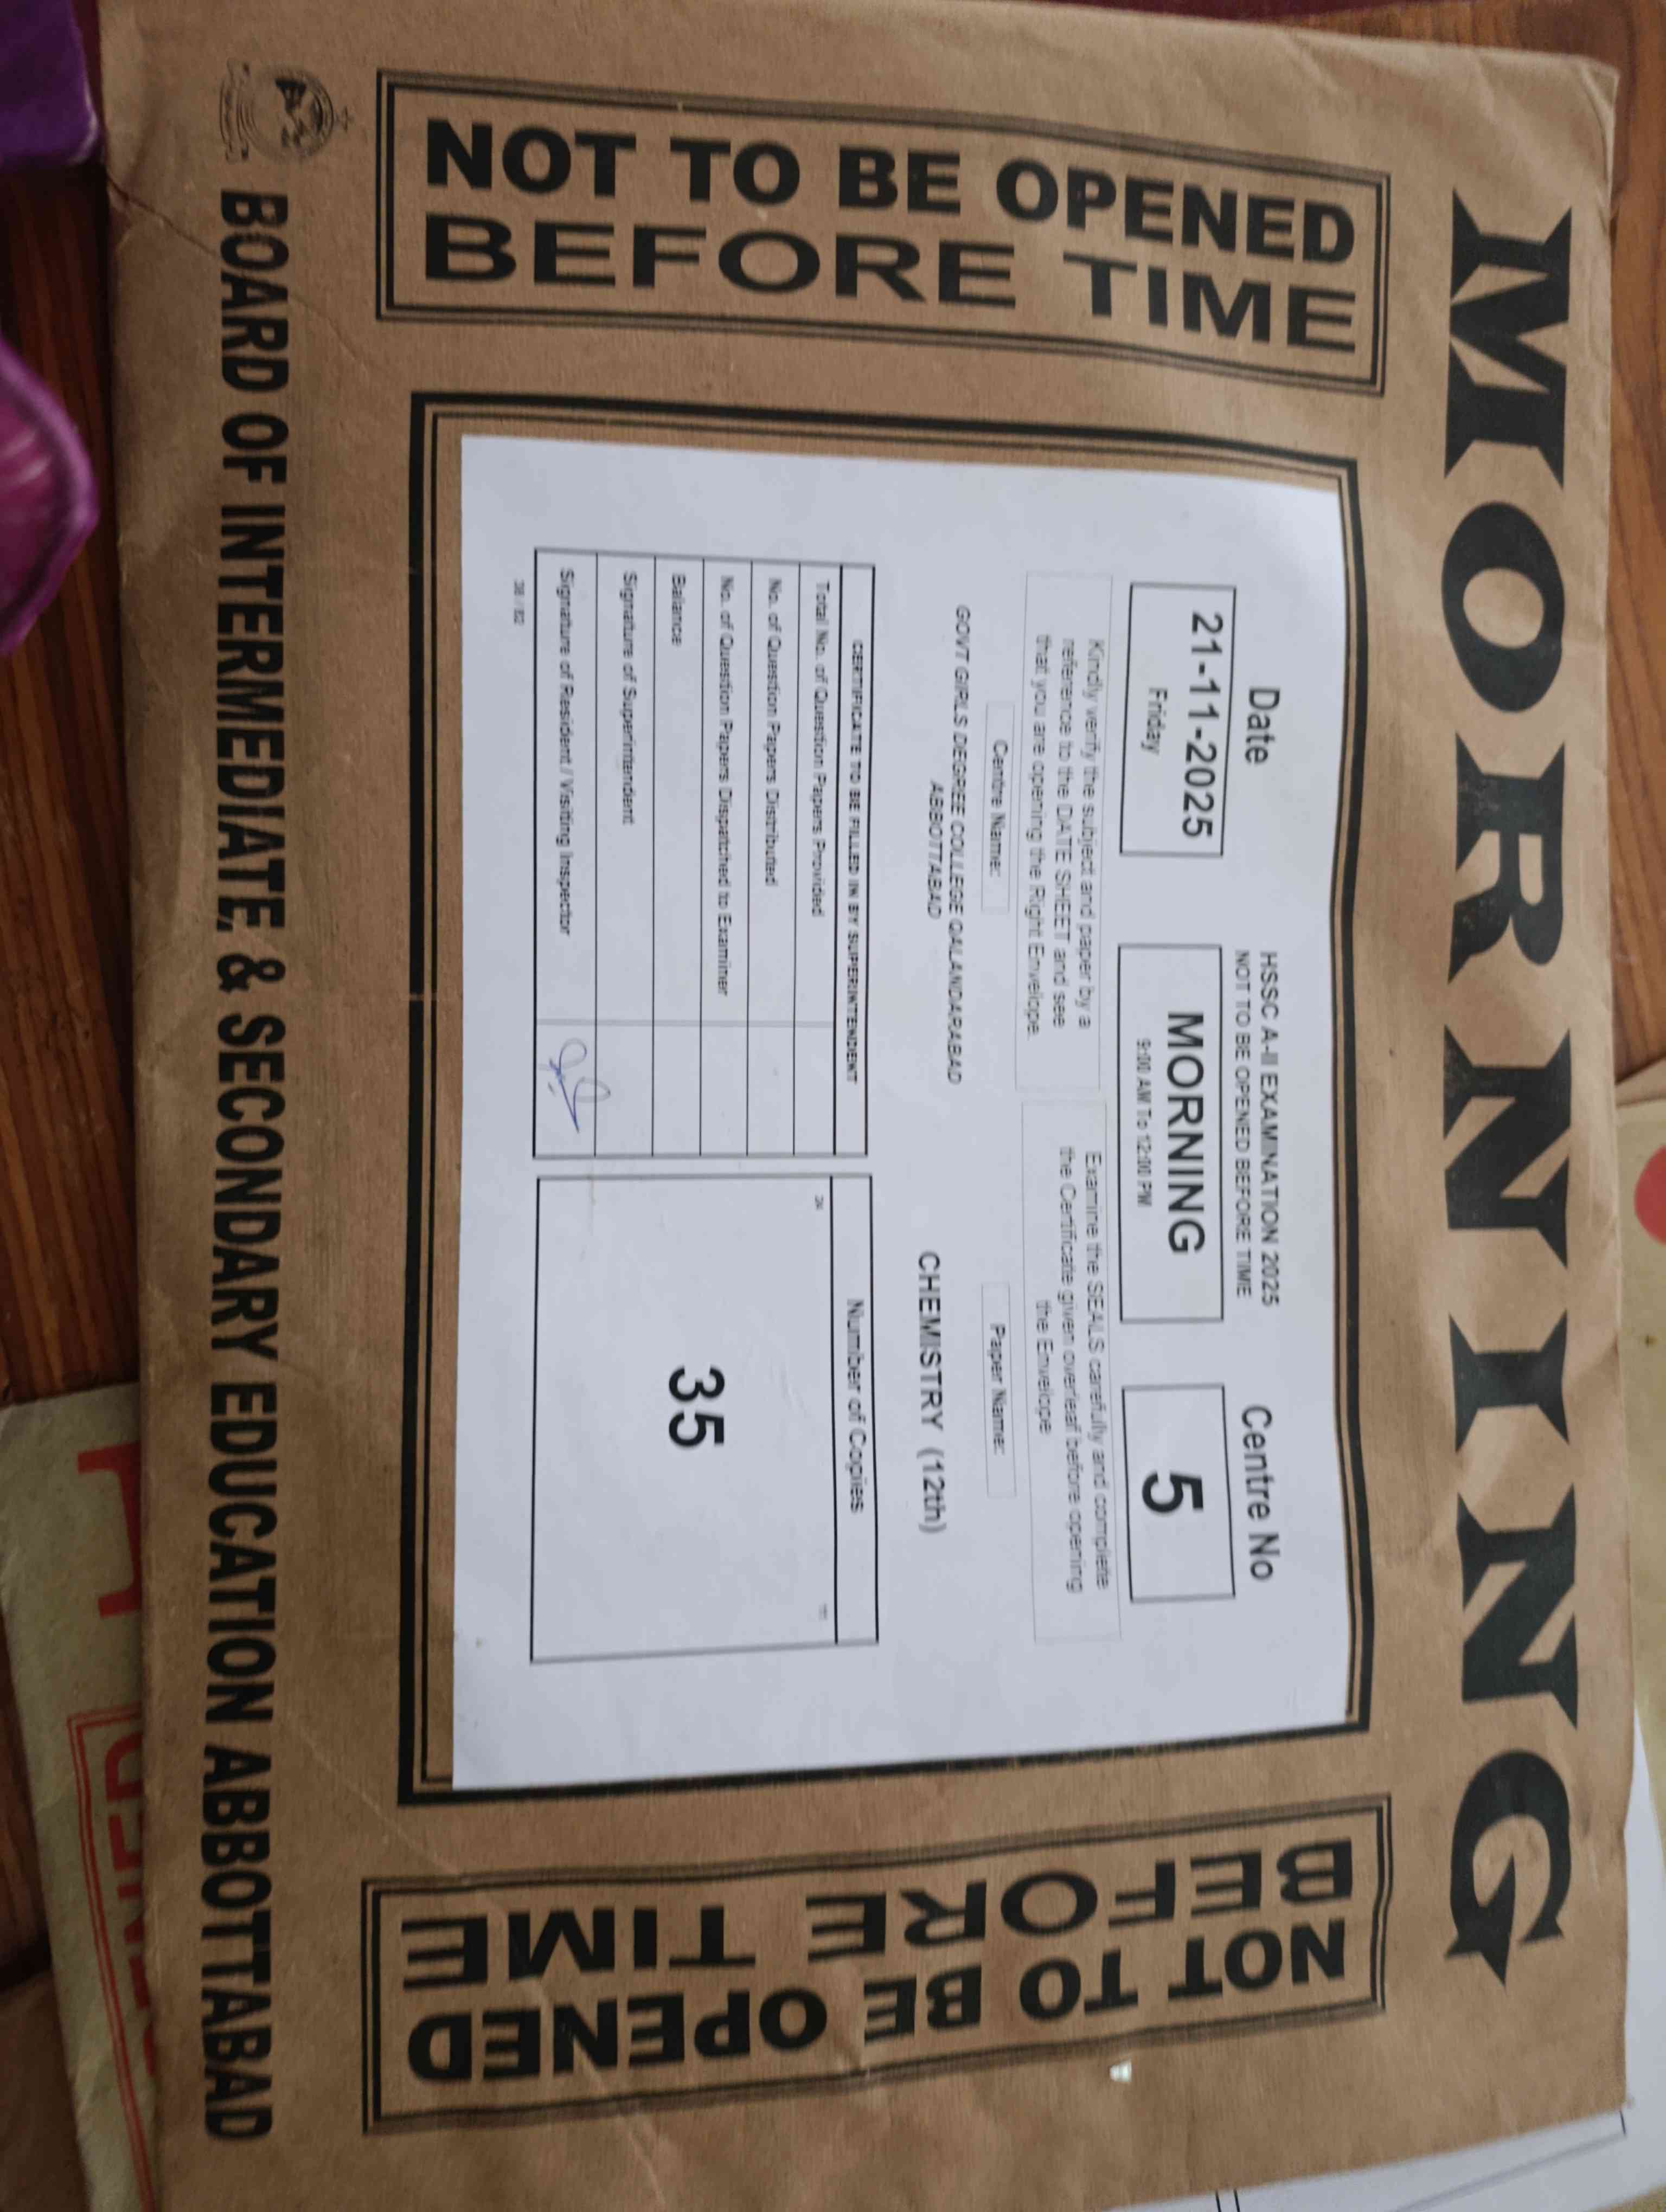 MORNING
NOT TO BE OPENED
BEFORE TIME
Date
HSSC A-II EXAMINATION 2025
NOT TO BE OPENED BEFORE TIME
Centre No
21-11-2025
Friday
MORNING
9:00 AM To 12:00 PM
5
Kindly verify the subject and paper by a
reference to the DATE SHEET and see
that you are opening the Right Envelope.
Examine the SEALS carefully and complete
the Certificate given overleaf before opening
the Envelope
Centre Name:
Paper Name:
GOVT GIRLS DEGREE COLLEGE QALANDARABAD
ABBOTTABAD
CHEMISTRY (12th)
CERTIFICATE TO BE FILLED IN BY SUPERINTENDENT
Total No. of Question Papers Provided
No. of Question Papers Distributed
No. of Question Papers Dispatched to Examiner
Balance
Signature of Superintendent
Signature of Resident / Visiting Inspector
Number of Copies
35
NOT TO BE OPENED
BEFORE TIME
BOARD OF INTERMEDIATE & SECONDARY EDUCATION ABBOTTABAD